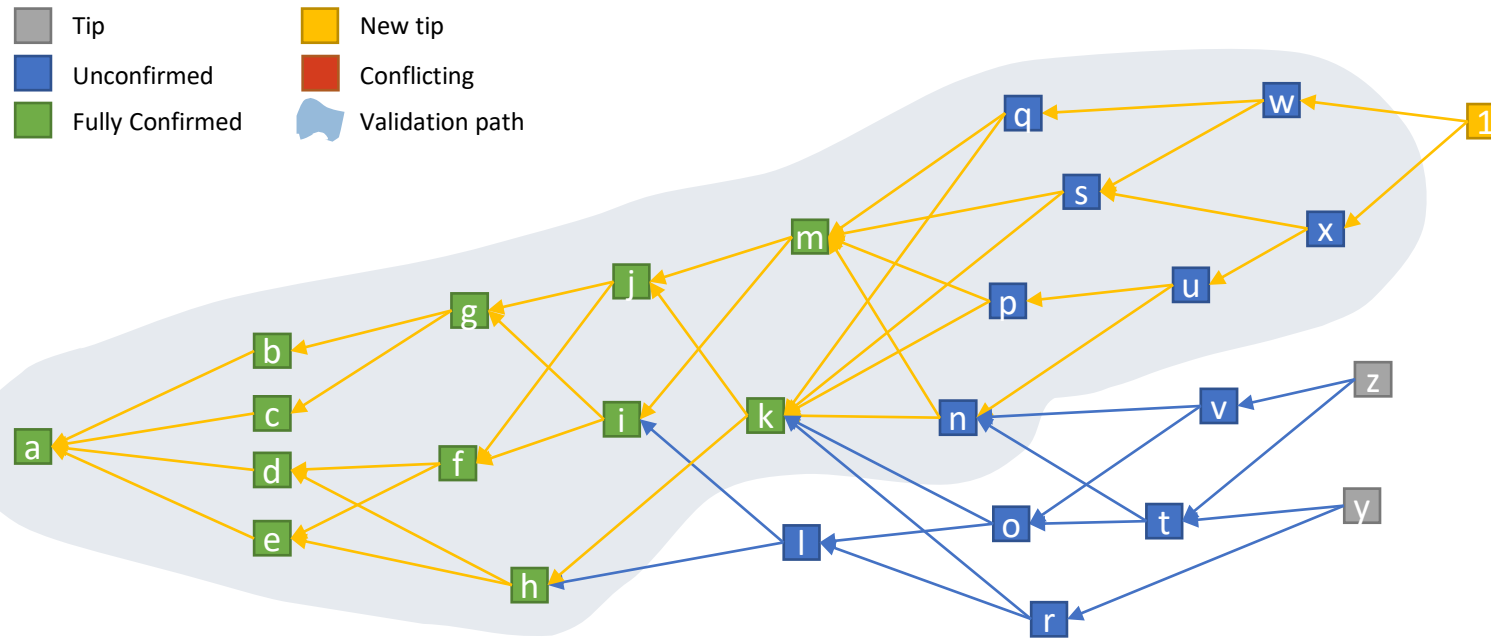 Tip
New tip
Unconfirmed
Conflicting
Fully Confirmed
Validation path
q
w
1
s
m
x
j
u
p
g
b
z
c
i
k
n
v
a
d
f
y
e
l
o
t
h
r